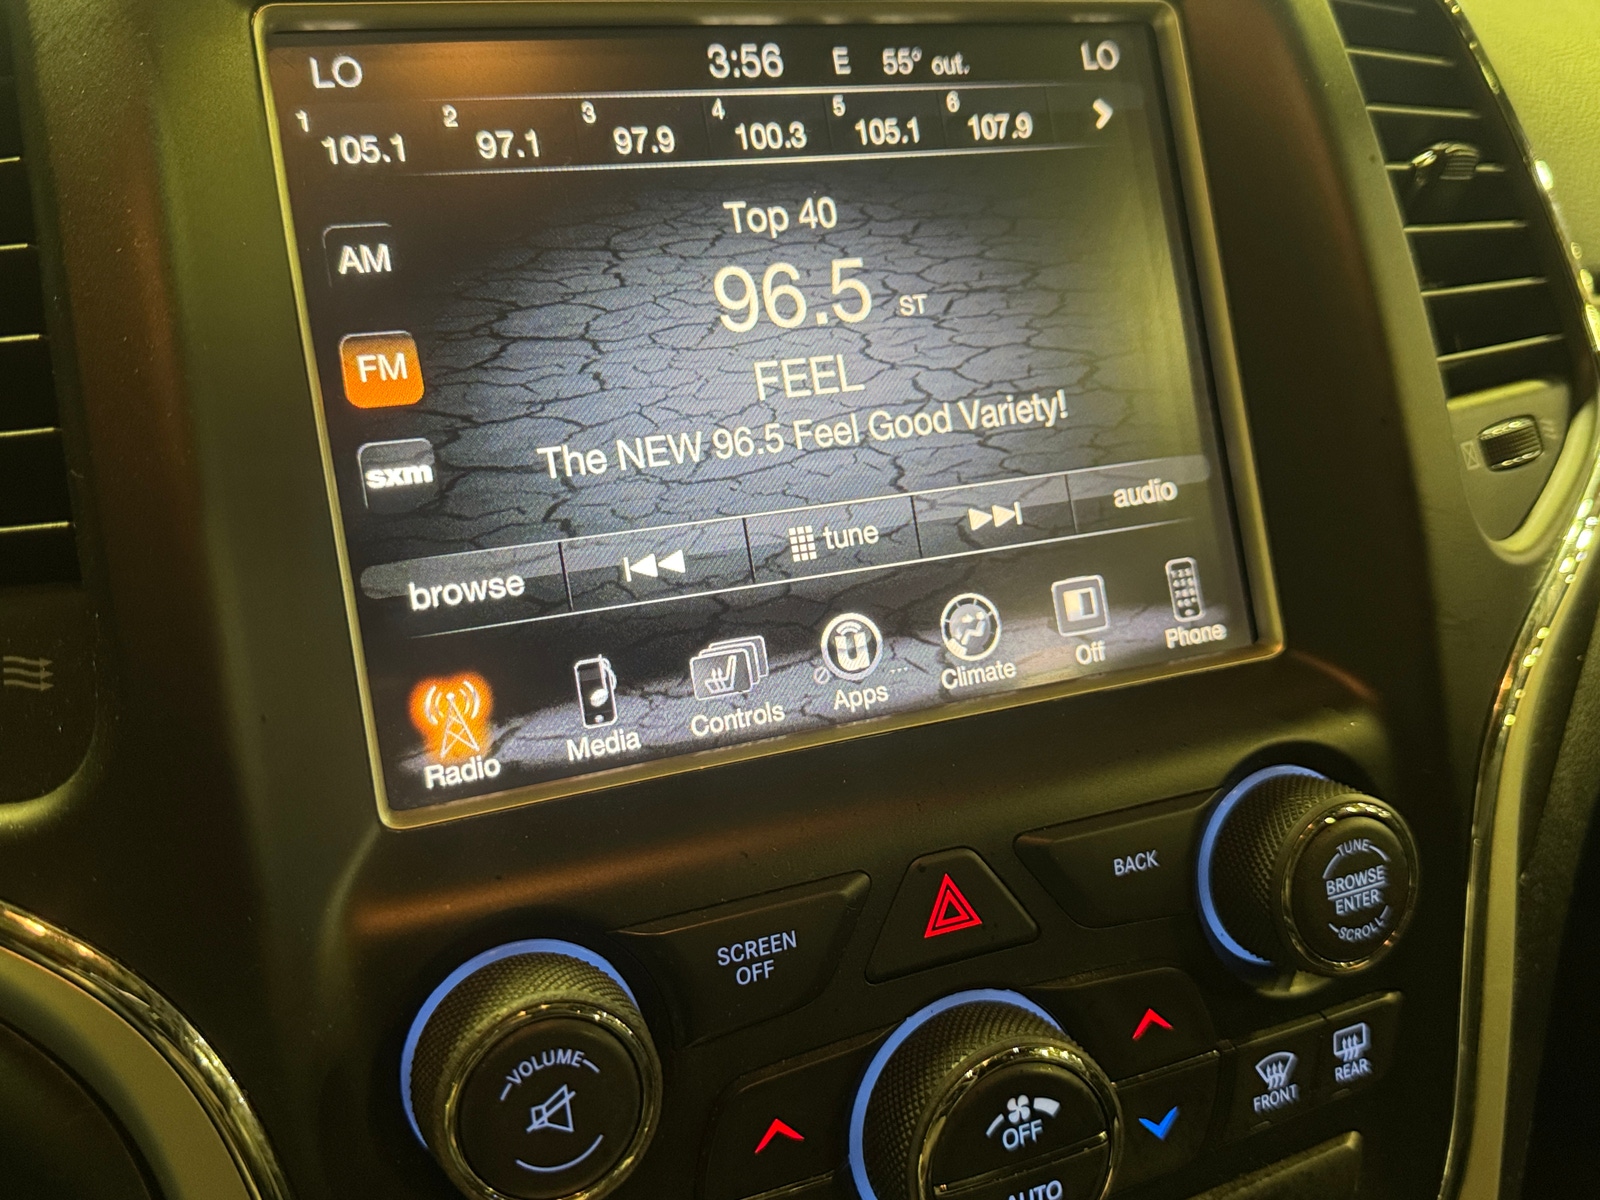 LO 3:56 E 55° out. LO
1 105.1 2 97.1 3 97.9 4 100.3 5 105.1 6 107.9
AM
Top 40
96.5 ST
FM
FEEL
The NEW 96.5 Feel Good Variety!
sxm
browse tune audio
Radio Media Controls Apps Climate Off Phone
BACK
TUNE
BROWSE
ENTER
SCROLL
SCREEN
OFF
VOLUME
OFF
AUTO
FRONT
REAR